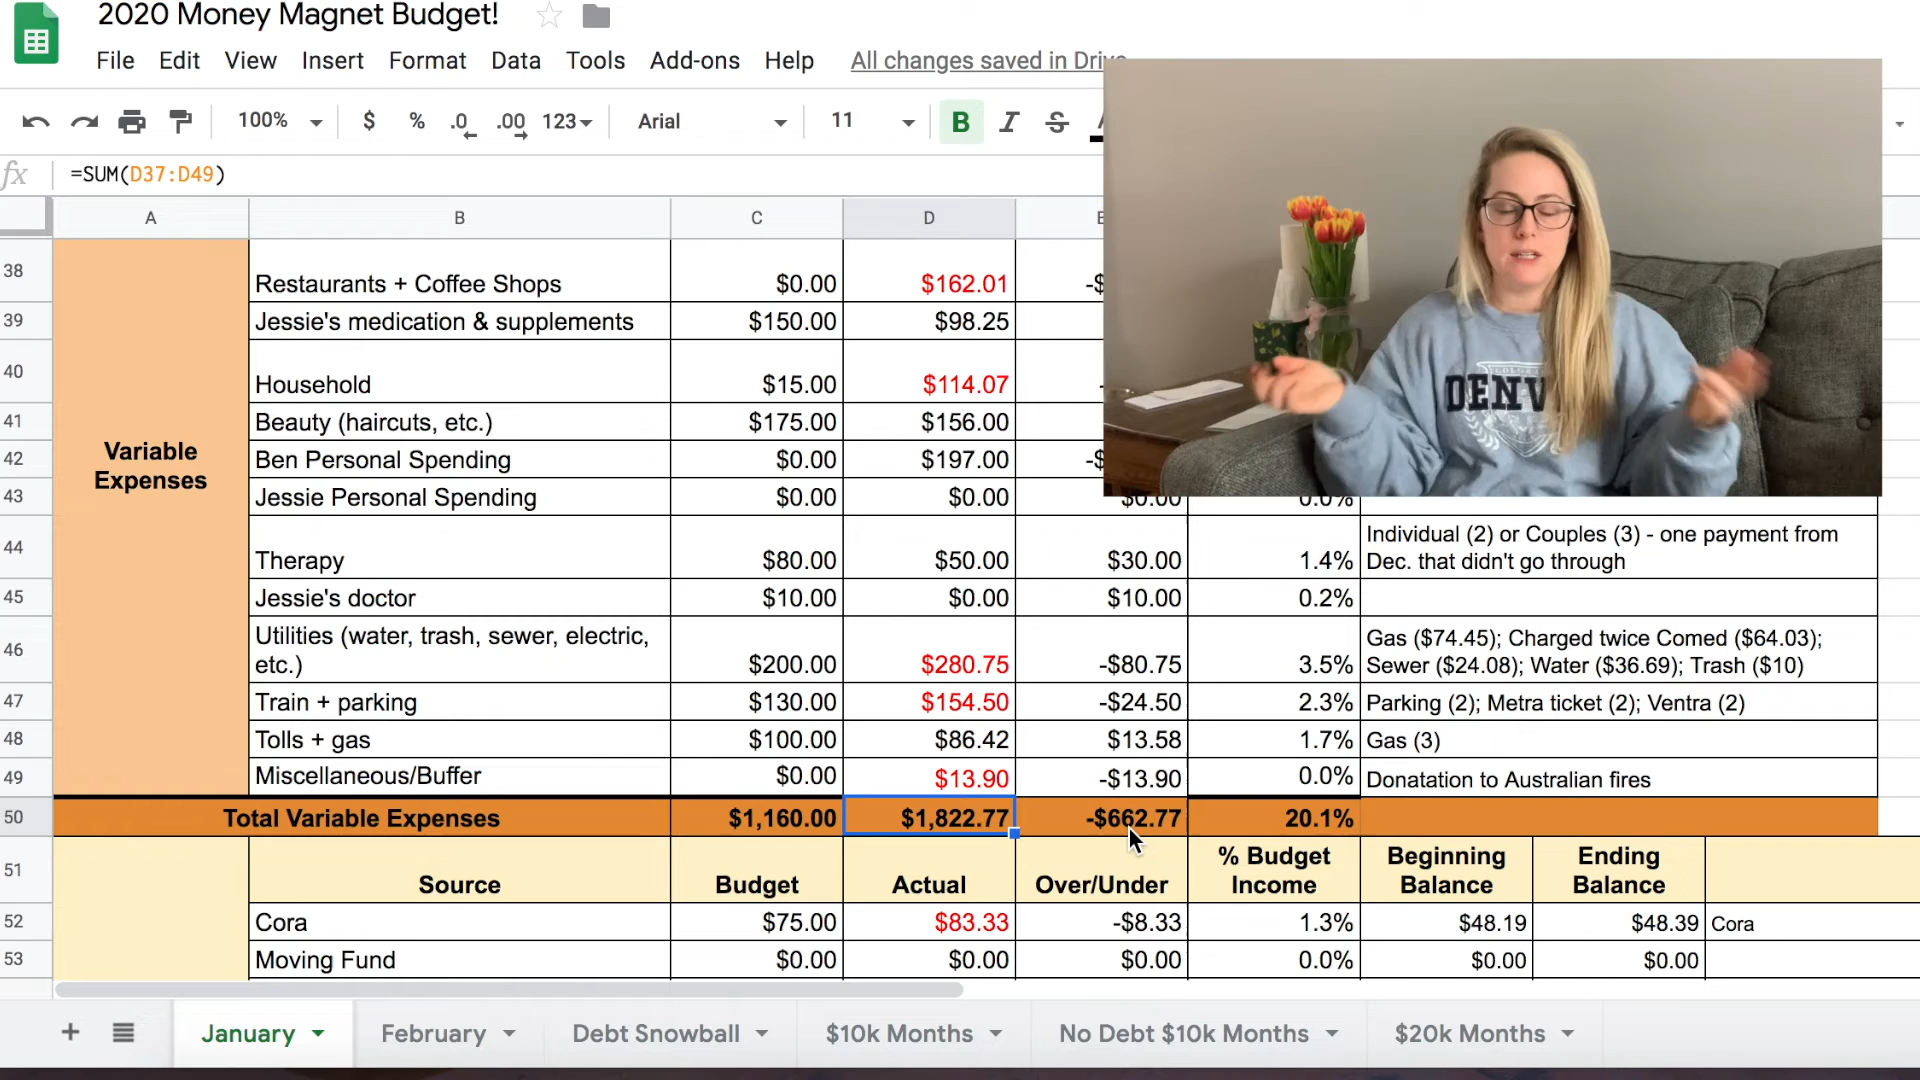 2020 Money Magnet Budget!
File Edit View Insert Format Data Tools Add-ons Help All changes saved in Drive
100% $ % .0 .00 123 Arial 11 B I S
fx =SUM(D37:D49)
A B C D E
38 Restaurants + Coffee Shops $0.00 $162.01 -$
39 Jessie's medication & supplements $150.00 $98.25
40 Household $15.00 $114.07 -
41 Beauty (haircuts, etc.) $175.00 $156.00
42 Ben Personal Spending $0.00 $197.00 -$
43 Jessie Personal Spending $0.00 $0.00 $0.00 0.0%
Variable
Expenses
DENV
44 Therapy $80.00 $50.00 $30.00 1.4% Individual (2) or Couples (3) - one payment from
Dec. that didn't go through
45 Jessie's doctor $10.00 $0.00 $10.00 0.2%
46 Utilities (water, trash, sewer, electric,
etc.) $200.00 $280.75 -$80.75 3.5% Gas ($74.45); Charged twice Comed ($64.03);
Sewer ($24.08); Water ($36.69); Trash ($10)
47 Train + parking $130.00 $154.50 -$24.50 2.3% Parking (2); Metra ticket (2); Ventra (2)
48 Tolls + gas $100.00 $86.42 $13.58 1.7% Gas (3)
49 Miscellaneous/Buffer $0.00 $13.90 -$13.90 0.0% Donatation to Australian fires
50 Total Variable Expenses $1,160.00 $1,822.77 -$662.77 20.1%
51 Source Budget Actual Over/Under % Budget
Income Beginning
Balance Ending
Balance
52 Cora $75.00 $83.33 -$8.33 1.3% $48.19 $48.39 Cora
53 Moving Fund $0.00 $0.00 $0.00 0.0% $0.00 $0.00
+ January February Debt Snowball $10k Months No Debt $10k Months $20k Months